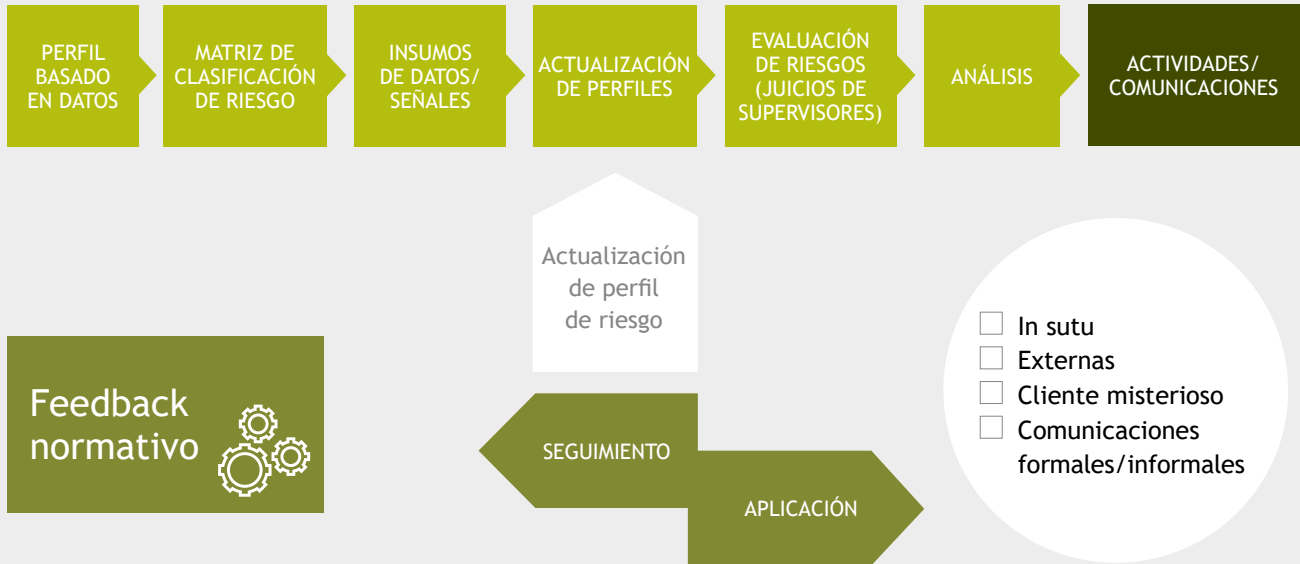 PERFIL
BASADO
EN DATOS
MATRIZ DE
CLASIFICACIÓN
DE RIESGO
INSUMOS
DE DATOS/
SEÑALES
ACTUALIZACIÓN
DE PERFILES
EVALUACIÓN
DE RIESGOS
(JUICIOS DE
SUPERVISORES)
ANÁLISIS
ACTIVIDADES/
COMUNICACIONES
Actualización
de perfil
de riesgo
Feedback
normativo
SEGUIMIENTO
APLICACIÓN
In sutu
Externas
Cliente misterioso
Comunicaciones
formales/informales